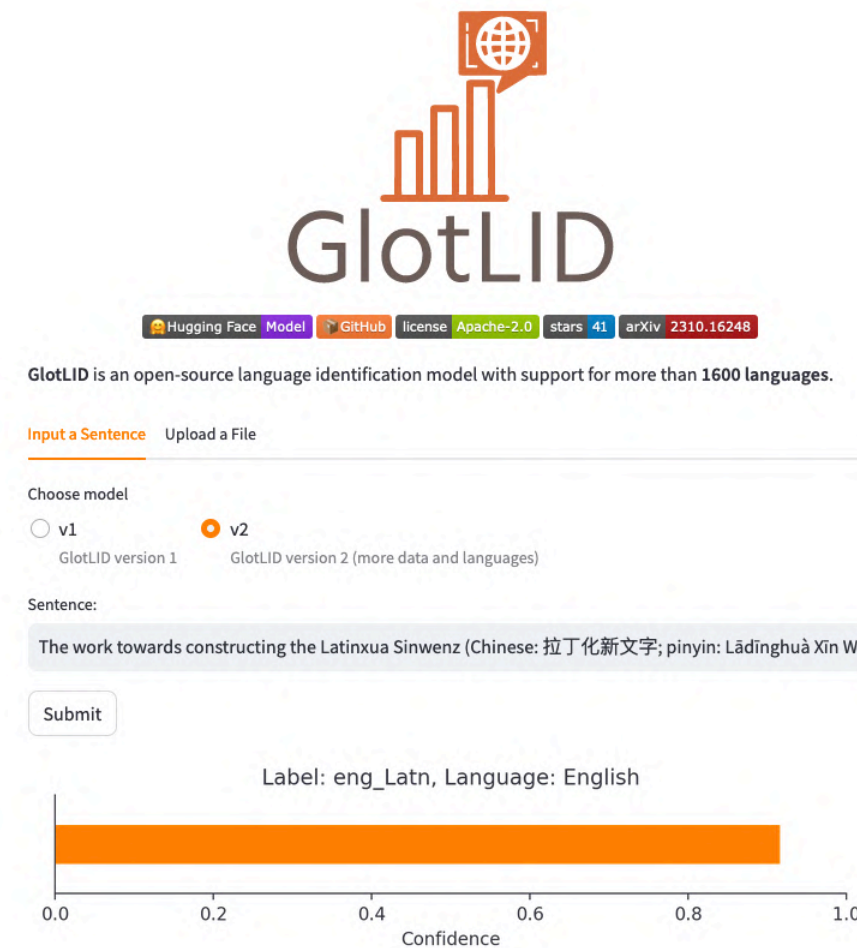 GlotLID
Hugging Face Model GitHub license Apache-2.0 stars 41 arXiv 2310.16248
GlotLID is an open-source language identification model with support for more than 1600 languages.
Input a Sentence Upload a File
Choose model
v1 v2
GlotLID version 1 GlotLID version 2 (more data and languages)
Sentence:
The work towards constructing the Latinxua Sinwenz (Chinese: 拉丁化新文字; pinyin: Lādīnghuà Xīn W
Submit
Label: eng_Latn, Language: English
0.0 0.2 0.4 0.6 0.8 1.0
Confidence